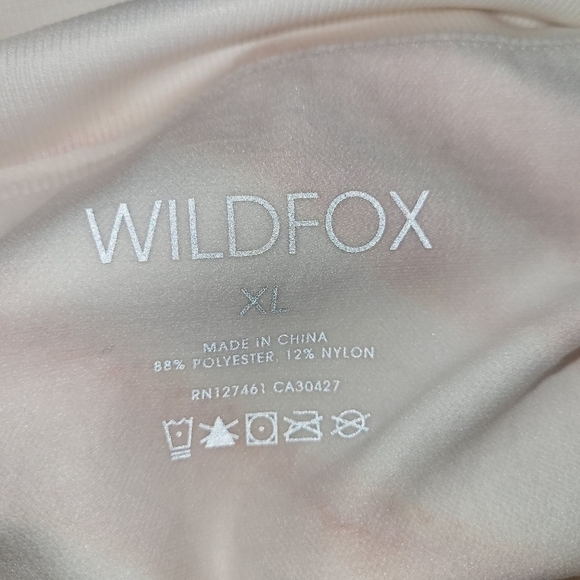 WILDFOX
XL
MADE IN CHINA
88% POLYESTER, 12% NYLON
RN127461 CA30427